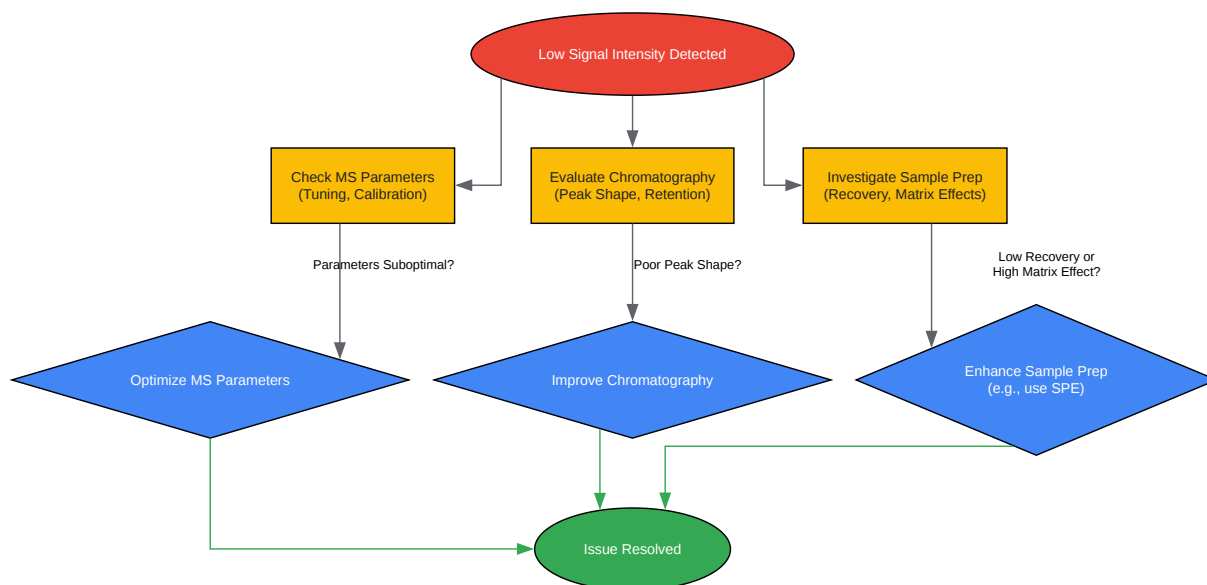 Low Signal Intensity Detected
Check MS Parameters
(Tuning, Calibration)
Evaluate Chromatography
(Peak Shape, Retention)
Investigate Sample Prep
(Recovery, Matrix Effects)
Parameters Suboptimal?
Poor Peak Shape?
Low Recovery or
High Matrix Effect?
Optimize MS Parameters
Improve Chromatography
Enhance Sample Prep
(e.g., use SPE)
Issue Resolved